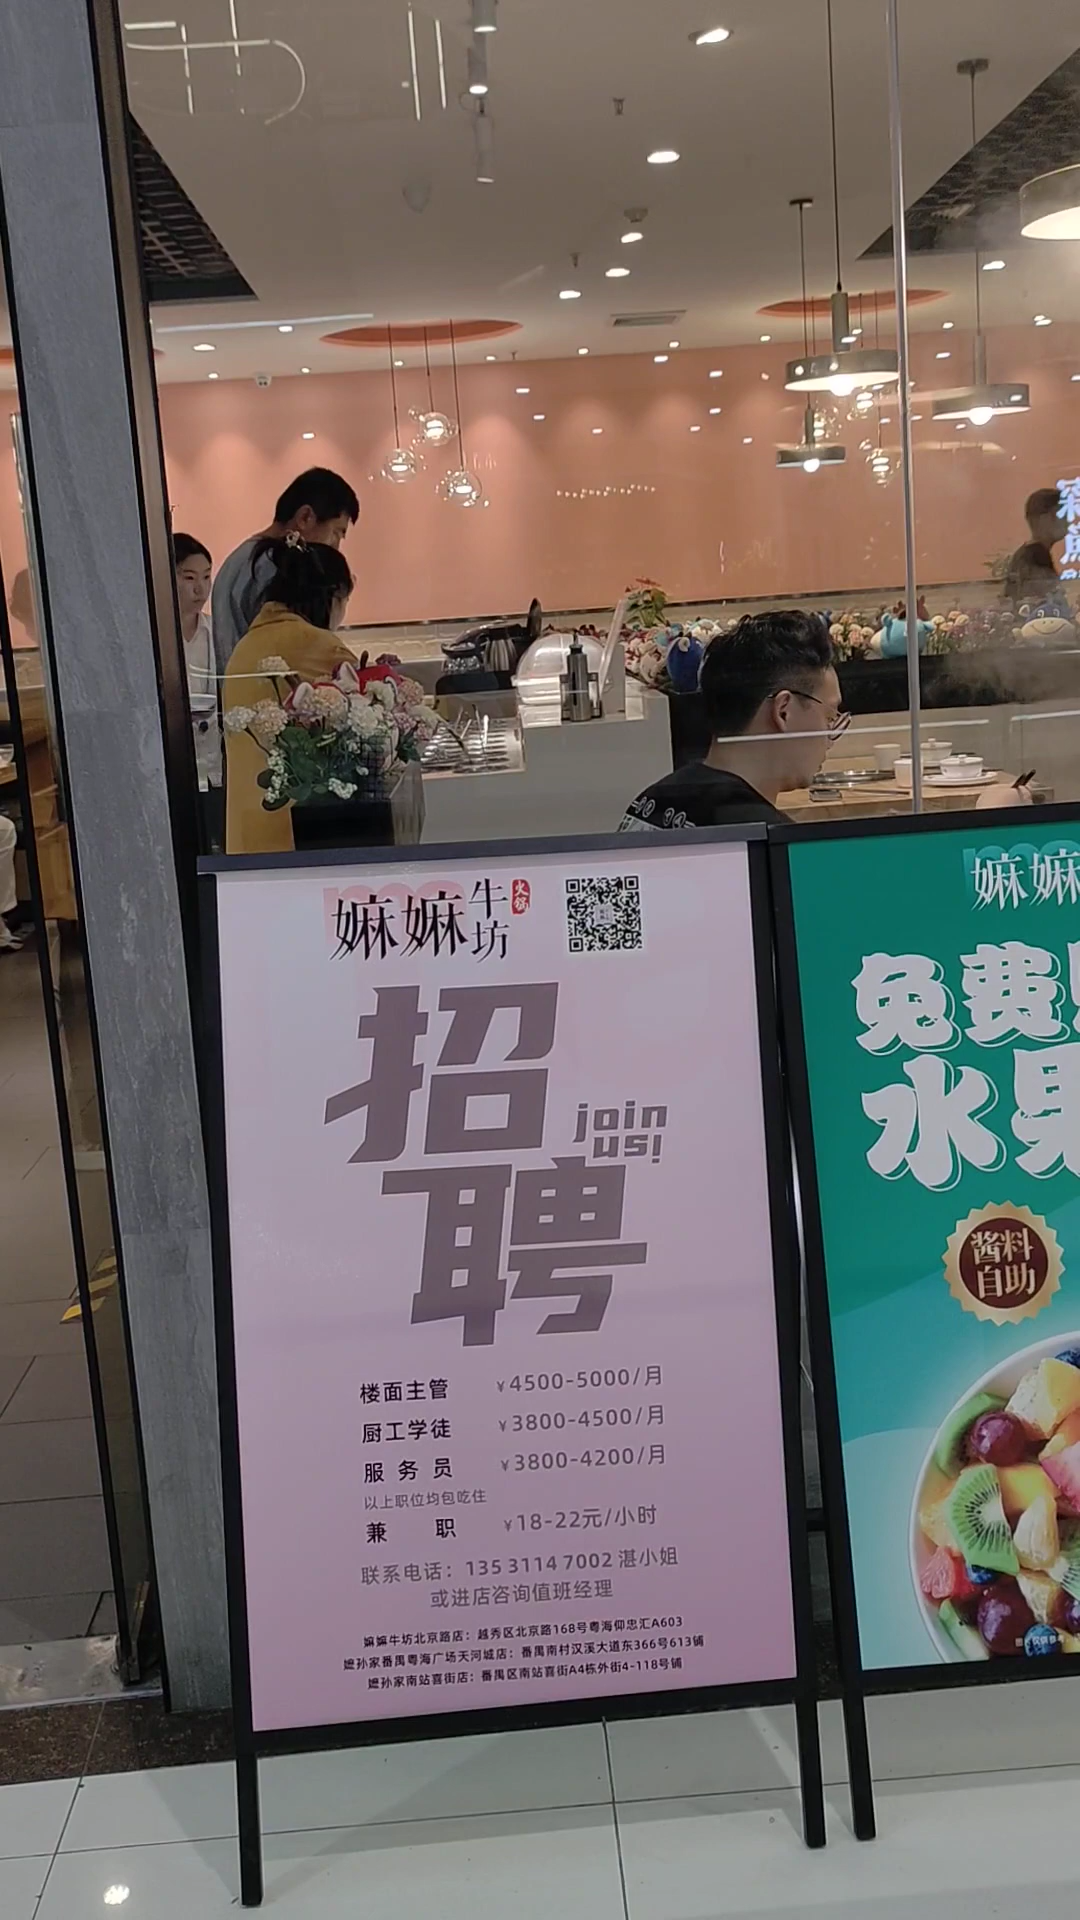 嫲嫲牛坊
火锅
招聘
join us!
楼面主管 ¥4500-5000/月
厨工学徒 ¥3800-4500/月
服务员 ¥3800-4200/月
以上职位均包吃住
兼 职 ¥18-22元/小时
联系电话：135 3114 7002 湛小姐
或进店咨询值班经理
嫲嫲牛坊北京路店：越秀区北京路168号粤海仰忠汇A603
嬷孙家番禺粤海广场天河城店：番禺南村汉溪大道东366号613铺
嬷孙家南站喜街店：番禺区南站喜街A4栋外街4-118号铺
嫲嫲
免费
水果
酱料
自助